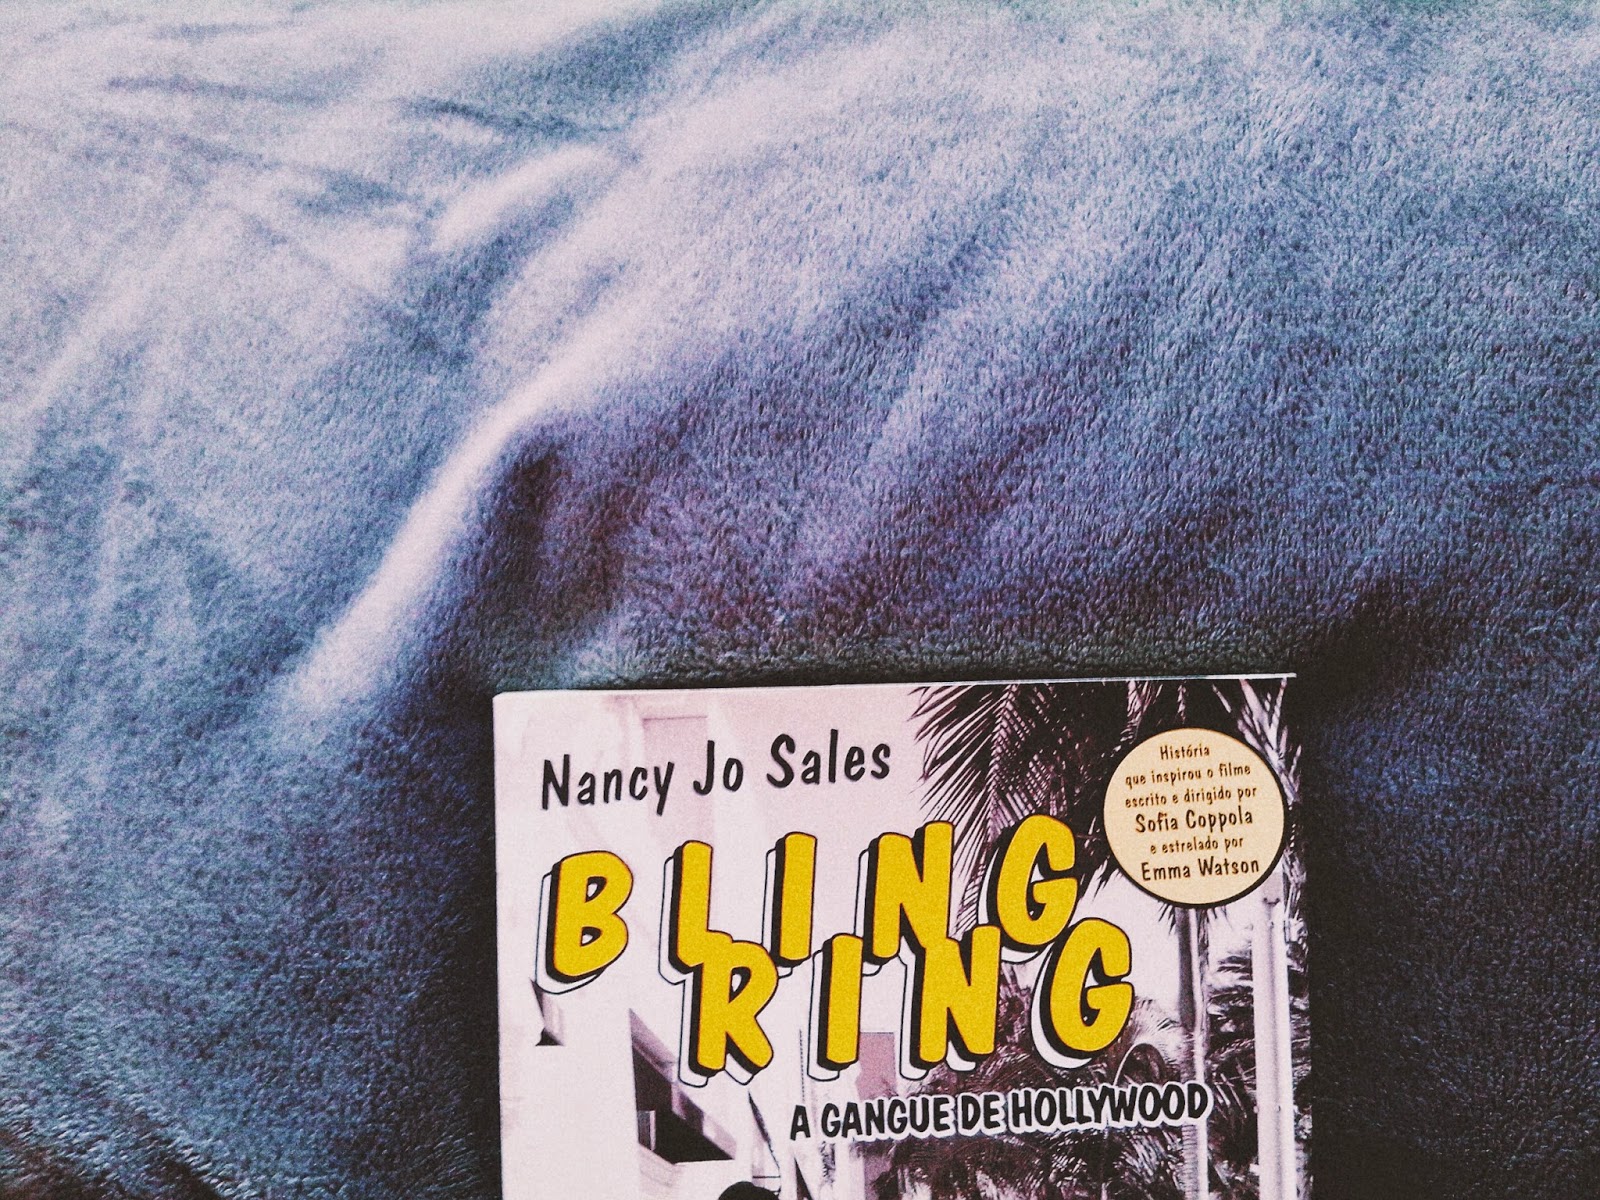 Nancy Jo Sales
História
que inspirou o filme
escrito e dirigido por
Sofia Coppola
e estrelado por
Emma Watson
BLING
RING
A GANGUE DE HOLLYWOOD